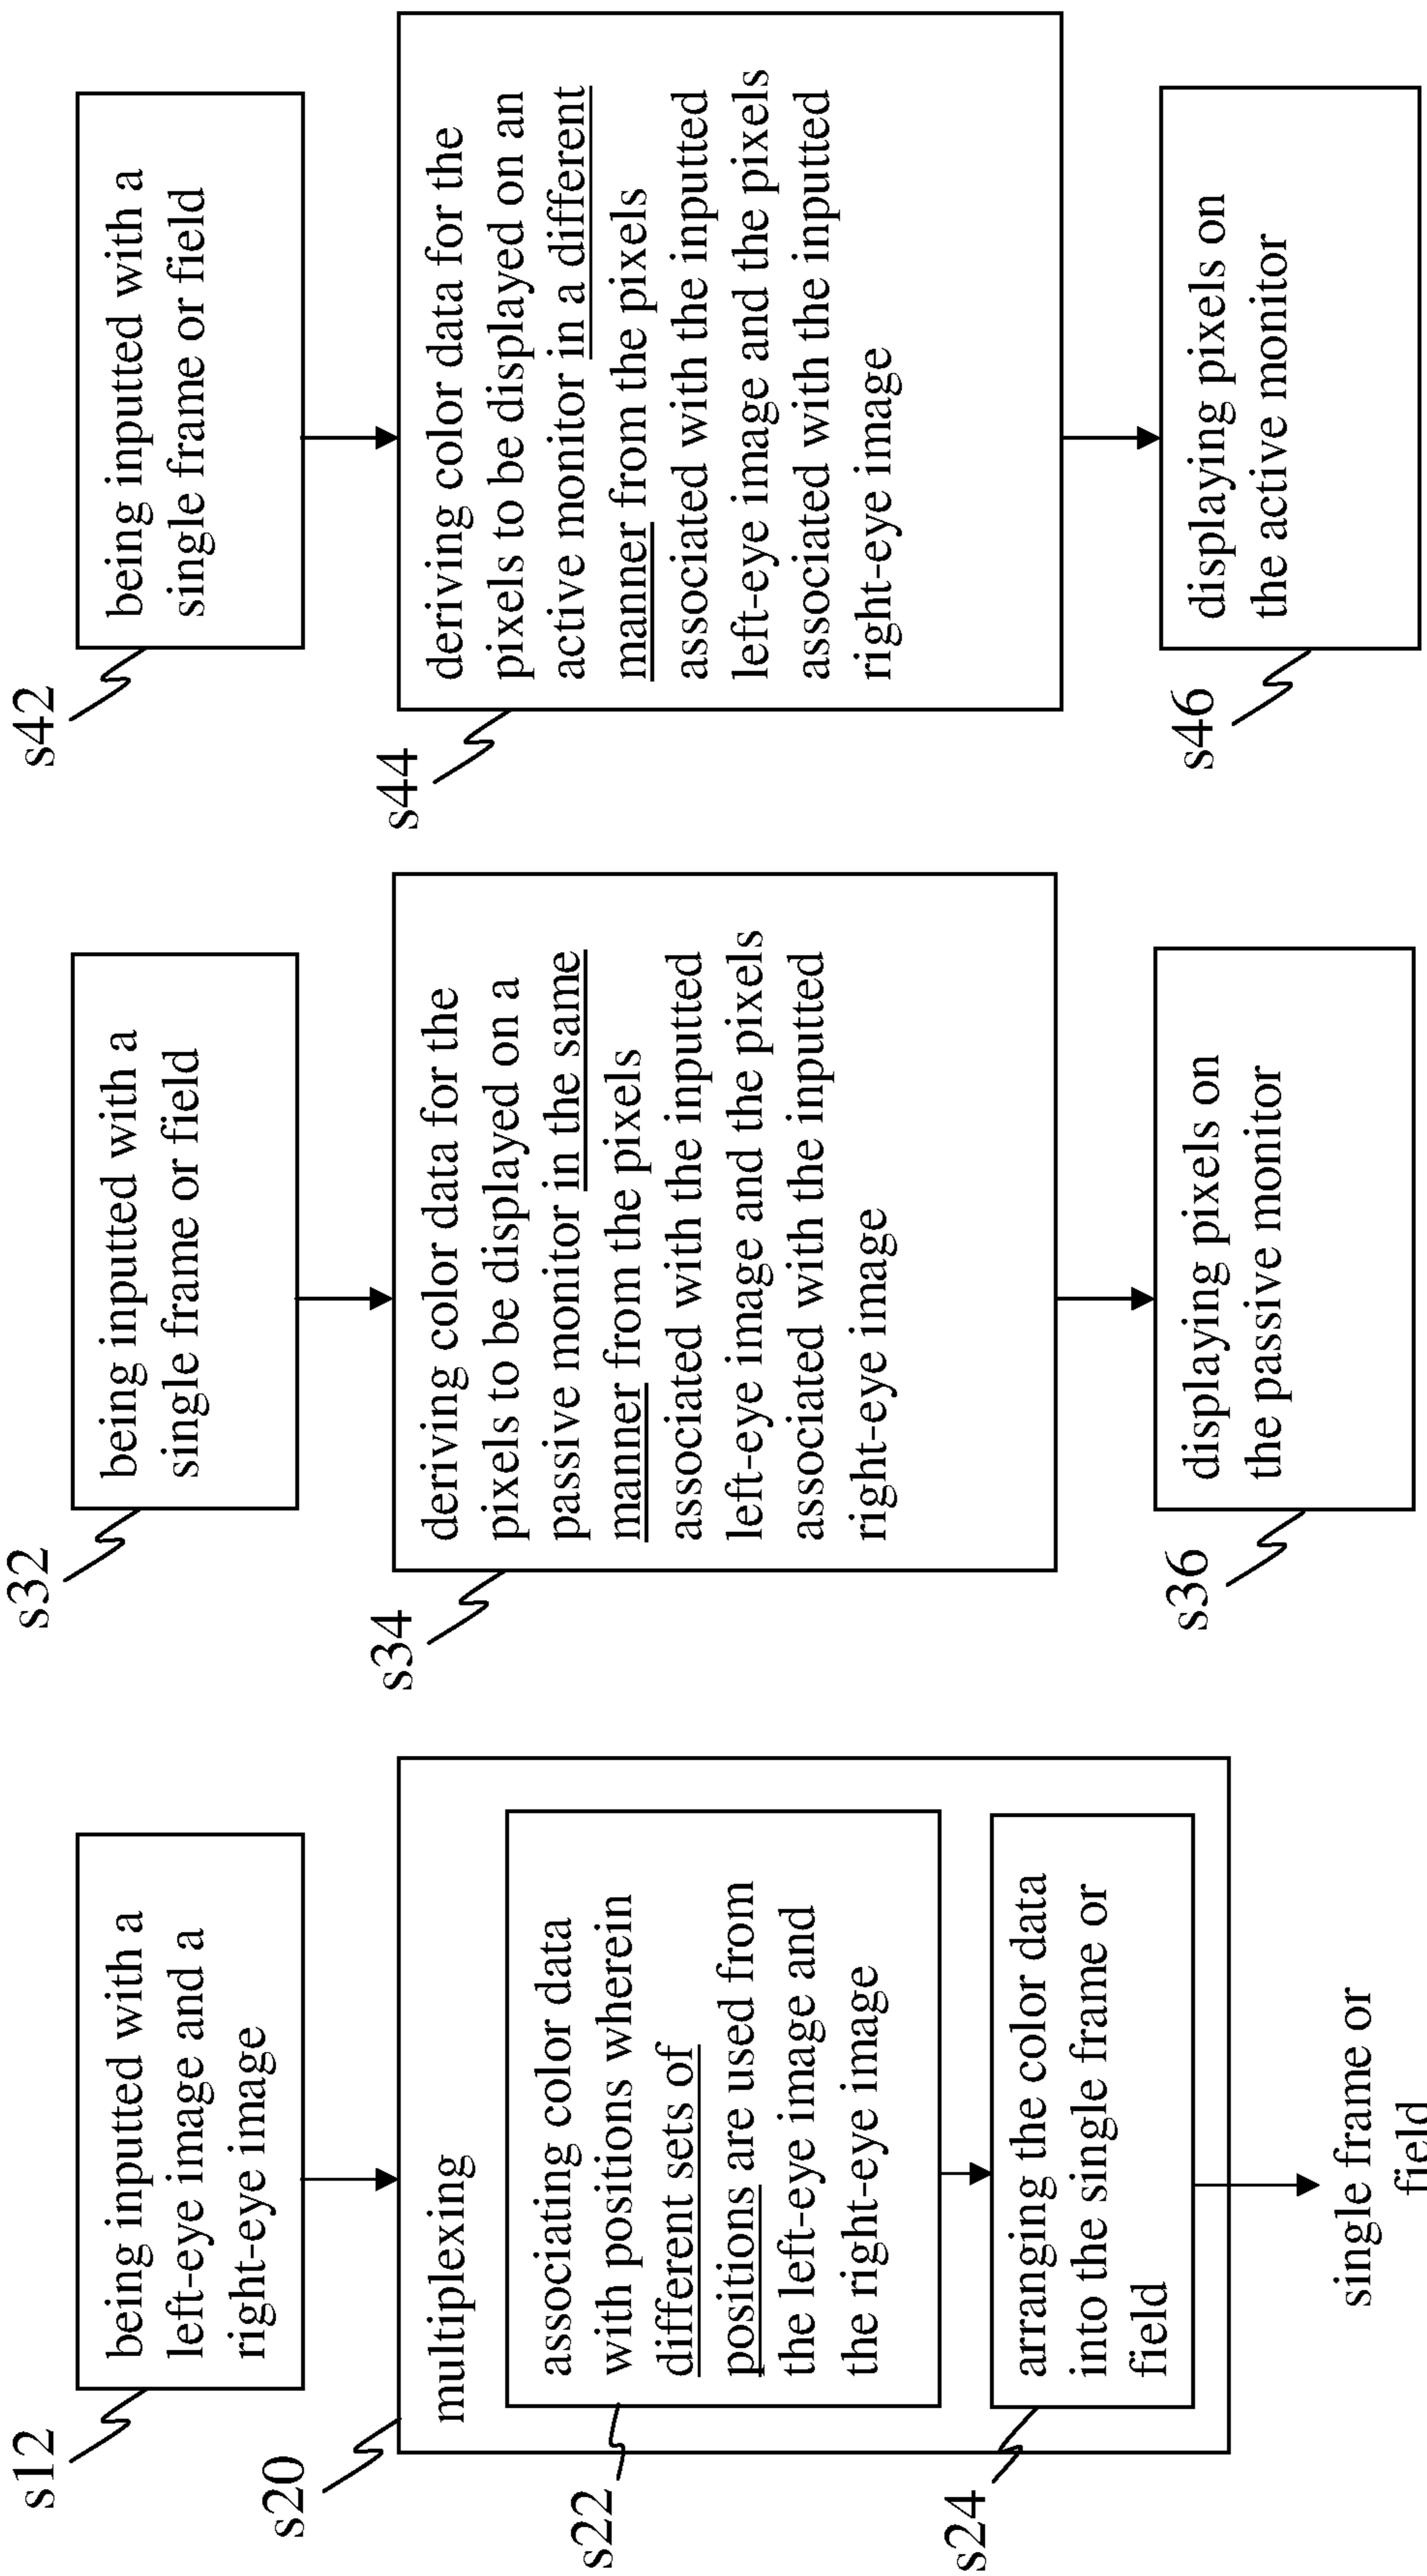 s12
being inputted with a
left-eye image and a
right-eye image
s20
multiplexing
s22
associating color data
with positions wherein
different sets of
positions are used from
the left-eye image and
the right-eye image
s24
arranging the color data
into the single frame or
field
single frame or
field
s32
being inputted with a
single frame or field
s34
deriving color data for the
pixels to be displayed on a
passive monitor in the same
manner from the pixels
associated with the inputted
left-eye image and the pixels
associated with the inputted
right-eye image
s36
displaying pixels on
the passive monitor
s42
being inputted with a
single frame or field
s44
deriving color data for the
pixels to be displayed on an
active monitor in a different
manner from the pixels
associated with the inputted
left-eye image and the pixels
associated with the inputted
right-eye image
s46
displaying pixels on
the active monitor